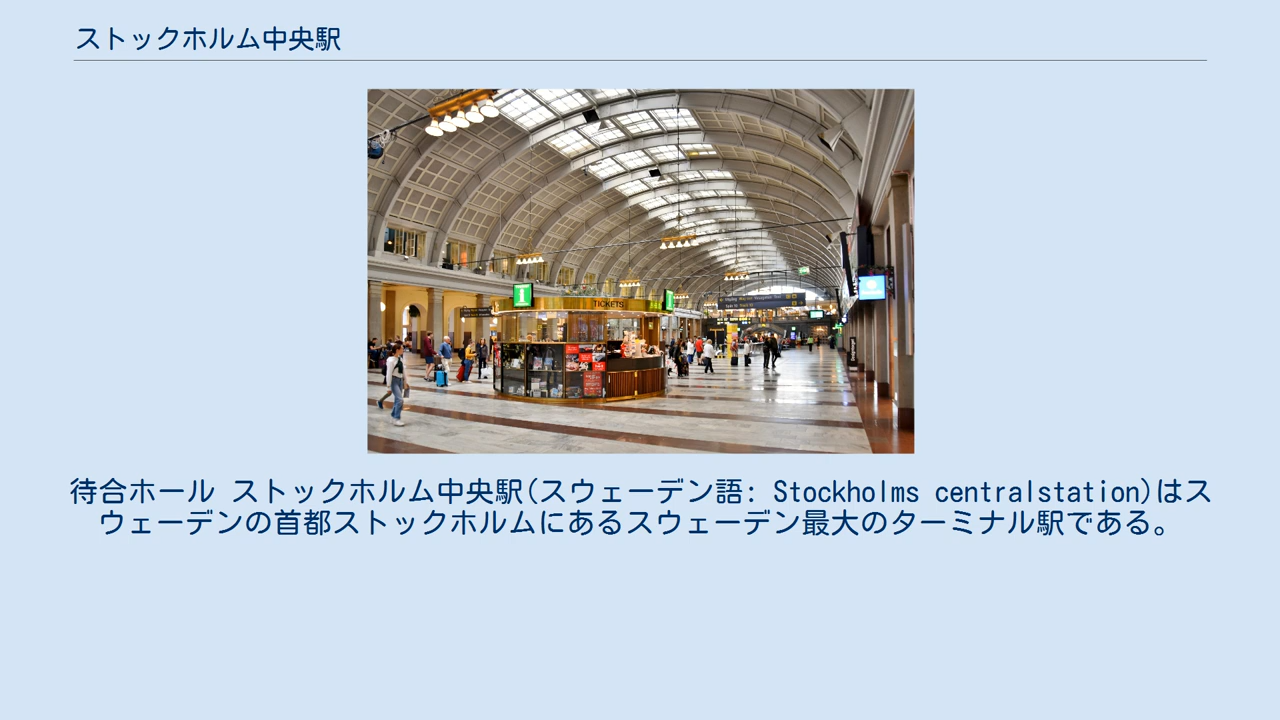 ストックホルム中央駅
TICKETS
待合ホール ストックホルム中央駅(スウェーデン語: Stockholms centralstation)はス
ウェーデンの首都ストックホルムにあるスウェーデン最大のターミナル駅である。